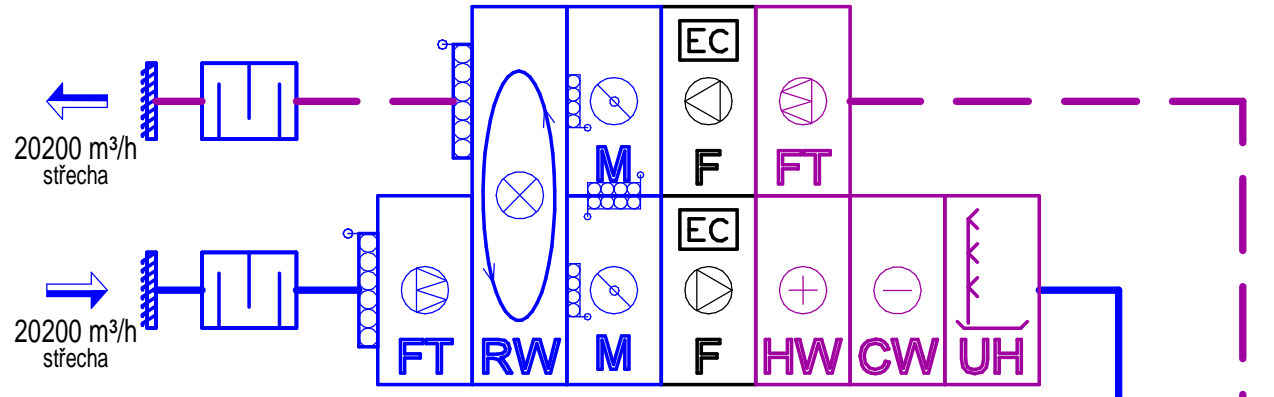 EC
20200 m³/h
střecha
M F FT
EC
20200 m³/h
střecha
FT RW M F HW CW UH